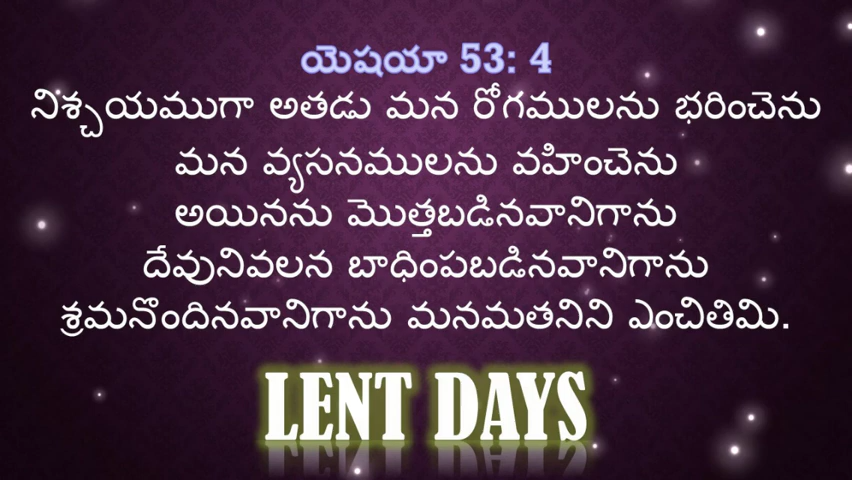 యెషయా 53: 4
నిశ్చయముగా అతడు మన రోగములను భరించెను
మన వ్యసనములను వహించెను
అయినను మొత్తబడినవానిగాను
దేవునివలన బాధింపబడినవానిగాను
శ్రమనొందినవానిగాను మనమతనిని ఎంచితిమి.
LENT DAYS